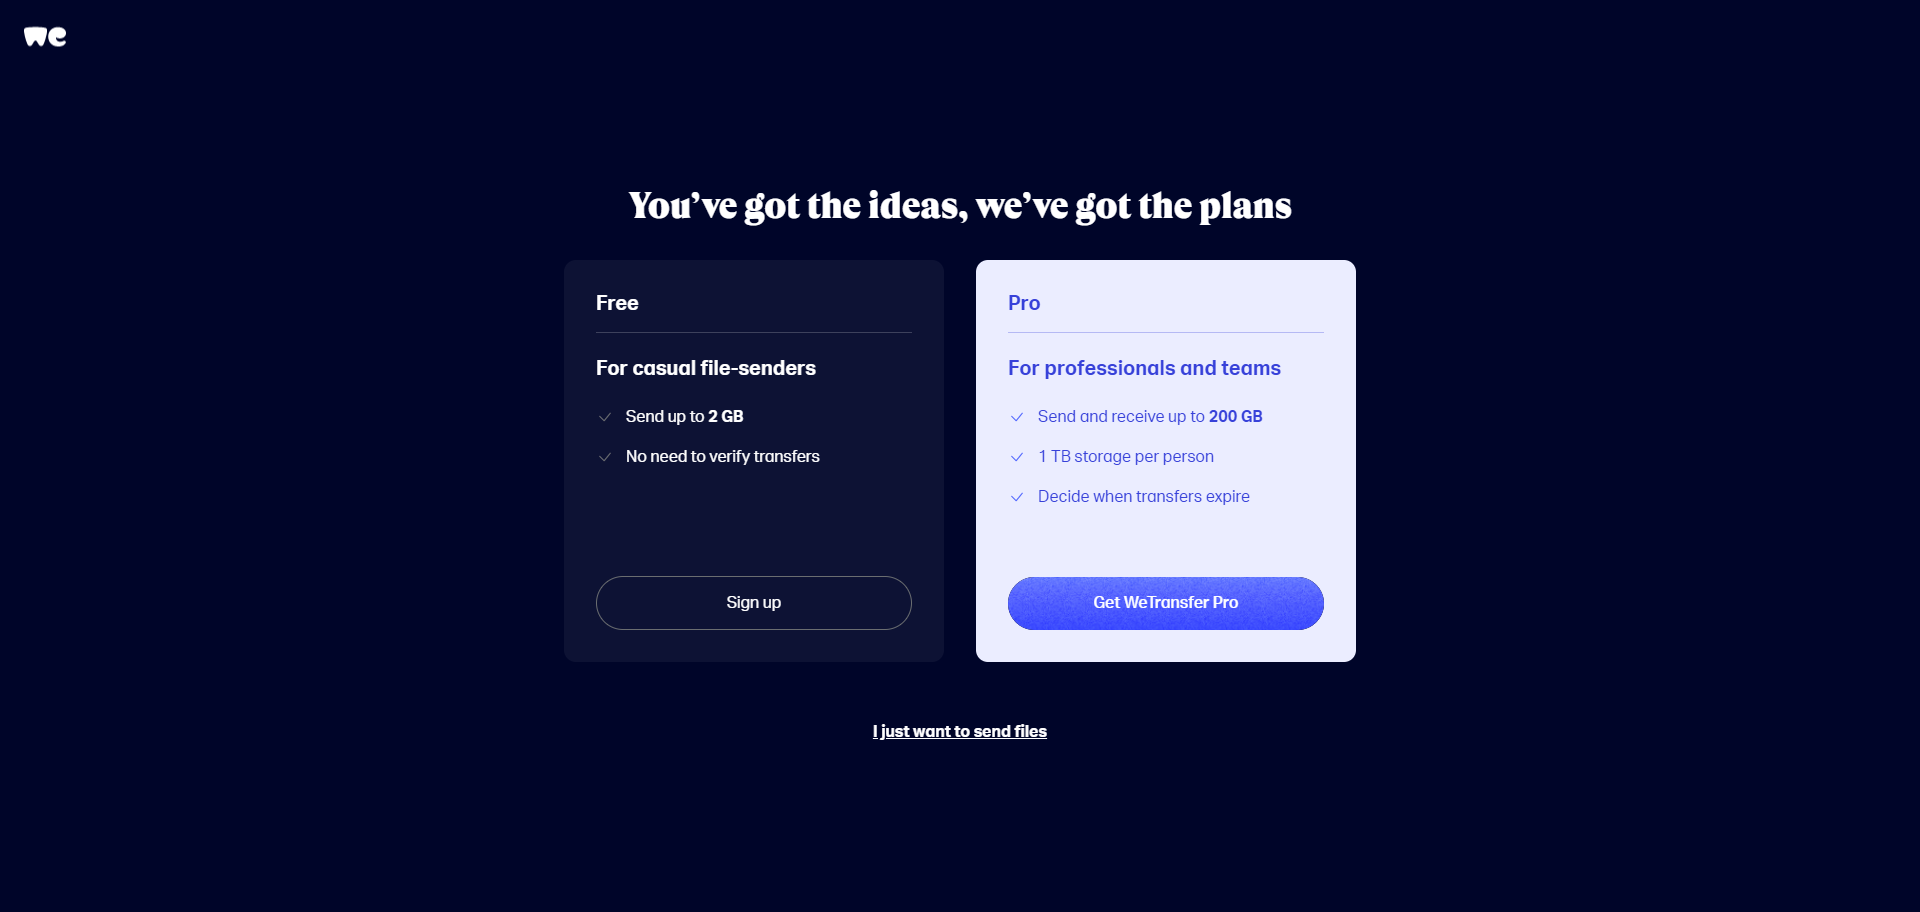 we
You’ve got the ideas, we’ve got the plans
Free
For casual file-senders
Send up to 2 GB
No need to verify transfers
Sign up
Pro
For professionals and teams
Send and receive up to 200 GB
1 TB storage per person
Decide when transfers expire
Get WeTransfer Pro
I just want to send files